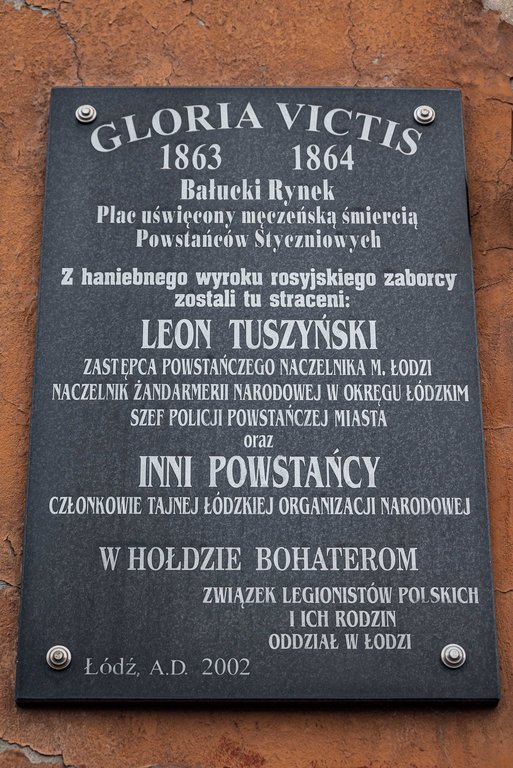 GLORIA VICTIS
1863 1864
Bałucki Rynek
Plac uświęcony męczeńską śmiercią
Powstańców Styczniowych
Z haniebnego wyroku rosyjskiego zaborcy
zostali tu straceni:
LEON TUSZYŃSKI
ZASTĘPCA POWSTAŃCZEGO NACZELNIKA M. ŁODZI
NACZELNIK ŻANDARMERII NARODOWEJ W OKRĘGU ŁÓDZKIM
SZEF POLICJI POWSTAŃCZEJ MIASTA
oraz
INNI POWSTAŃCY
CZŁONKOWIE TAJNEJ ŁÓDZKIEJ ORGANIZACJI NARODOWEJ
W HOŁDZIE BOHATEROM
ZWIĄZEK LEGIONISTÓW POLSKICH
I ICH RODZIN
ODDZIAŁ W ŁODZI
Łódź, A.D. 2002